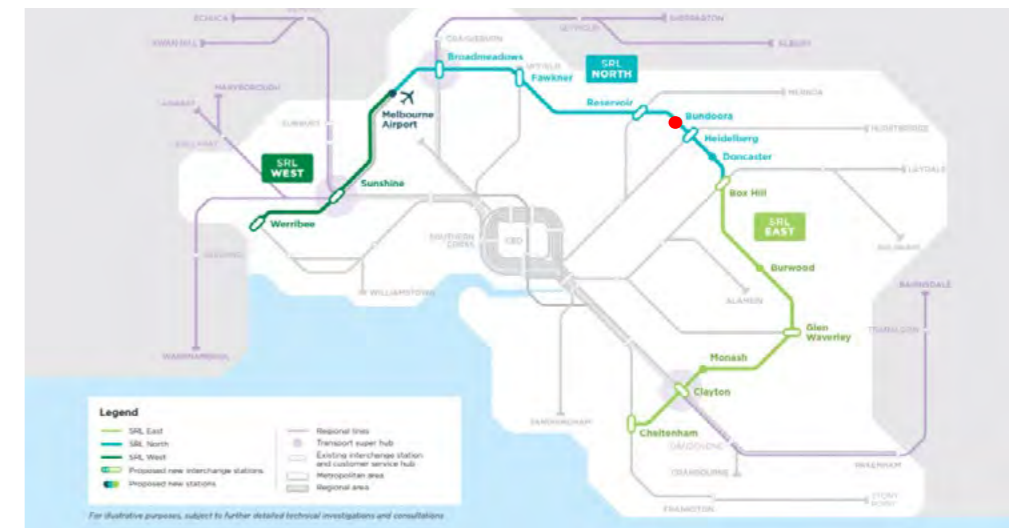 ECHUCA
SWAN HILL
MARYBOROUGH
ARARAT
BALLARAT
SUNBURY
CRAIGIEBURN
SEYMOUR
SHEPPARTON
ALBURY
Broadmeadows
UPFIELD
Fawkner
SRL
NORTH
MERNDA
Reservoir
Bundoora
Heidelberg
HURSTBRIDGE
Doncaster
LILYDALE
Melbourne
Airport
SRL
WEST
Sunshine
Werribee
Box Hill
SRL
EAST
CBD
SOUTHERN
CROSS
BELGRAVE
GEELONG
WILLIAMSTOWN
Burwood
ALAMEIN
BAIRNSDALE
Glen
Waverley
TRARALGON
WARRNAMBOOL
Monash
Clayton
SANDRINGHAM
Cheltenham
DANDENONG
CRANBOURNE
PAKENHAM
FRANKSTON
STONY
POINT
Legend
SRL East
SRL North
SRL West
Proposed new interchange stations
Proposed new stations
Regional lines
Transport super hub
Existing interchange station
and customer service hub
Metropolitan area
Regional area
For illustrative purposes, subject to further detailed technical investigations and consultations